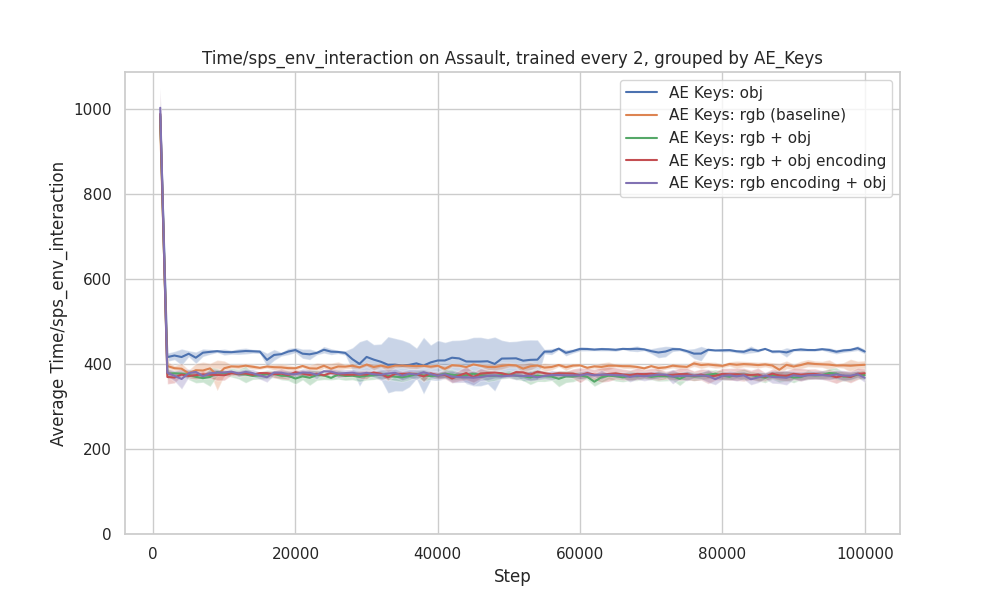 Time/sps_env_interaction on Assault, trained every 2, grouped by AE_Keys
AE Keys: obj
AE Keys: rgb (baseline)
AE Keys: rgb + obj
AE Keys: rgb + obj encoding
AE Keys: rgb encoding + obj
Average Time/sps_env_interaction
1000
800
600
400
200
0
0 20000 40000 60000 80000 100000
Step